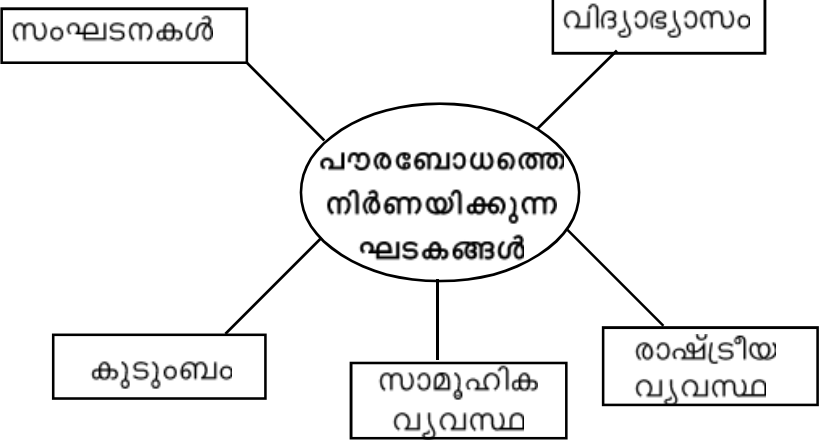 സംഘടനകൾ
വിദ്യാഭ്യാസം
പൗരബോധത്തെ
നിർണയിക്കുന്ന
ഘടകങ്ങൾ
കുടുംബം
സാമൂഹിക
വ്യവസ്ഥ
രാഷ്ട്രീയ
വ്യവസ്ഥ